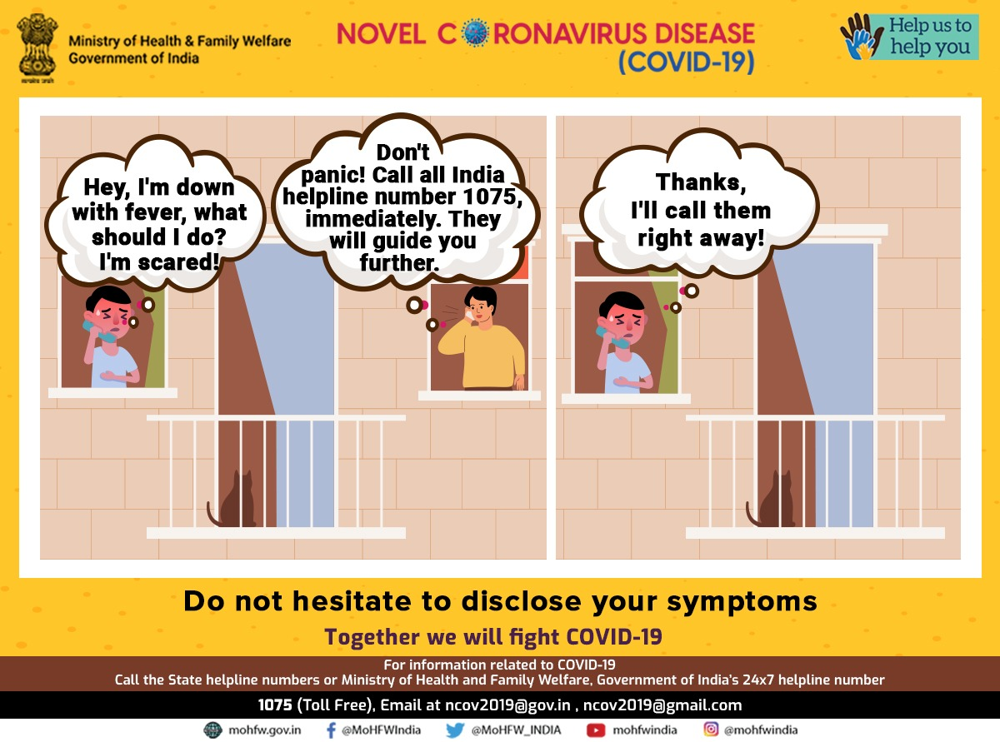 Ministry of Health & Family Welfare
Government of India
NOVEL CORONAVIRUS DISEASE
(COVID-19)
Help us to
help you
Hey, I'm down
with fever, what
should I do?
I'm scared!
Don't
panic! Call all India
helpline number 1075,
immediately. They
will guide you
further.
Thanks,
I'll call them
right away!
Do not hesitate to disclose your symptoms
Together we will fight COVID-19
For information related to COVID-19
Call the State helpline numbers or Ministry of Health and Family Welfare, Government of India's 24x7 helpline number
1075 (Toll Free), Email at ncov2019@gov.in , ncov2019@gmail.com
mohfw.gov.in @MoHFWIndia @MoHFW_INDIA mohfwindia @mohfwindia